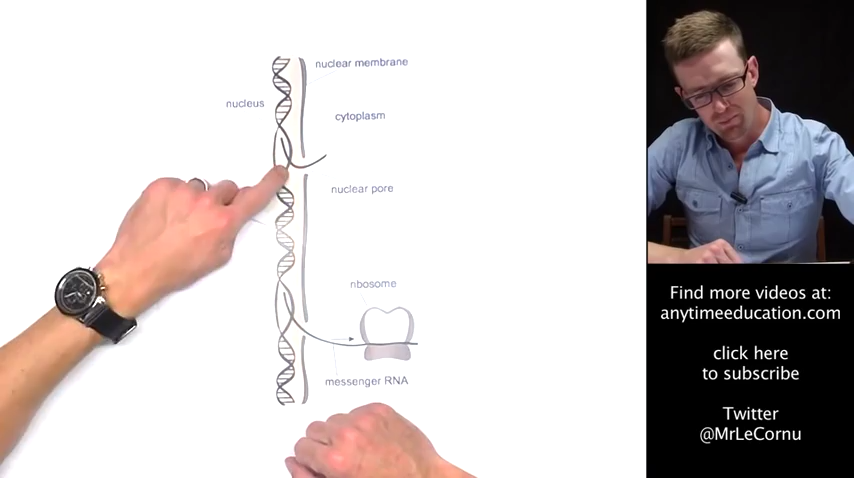 nuclear membrane
nucleus
cytoplasm
nuclear pore
ribosome
messenger RNA
Find more videos at:
anytimeeducation.com
click here
to subscribe
Twitter
@MrLeCornu